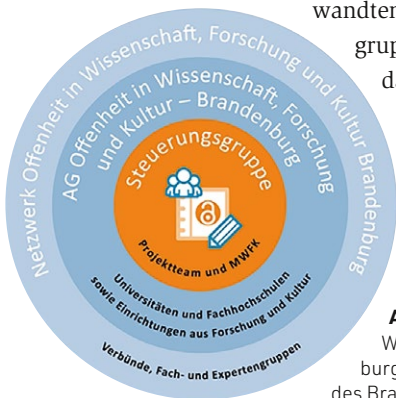 wandten
grup
da
Netzwerk Offenheit in Wissenschaft, Forschung und Kultur Brandenburg
AG Offenheit in Wissenschaft, Forschung
und Kultur – Brandenburg
Steuerungsgruppe
Projektteam und MWFK
Universitäten und Fachhochschulen
sowie Einrichtungen aus Forschung und Kultur
Verbünde, Fach- und Expertengruppen
A
W
burg
des Bra